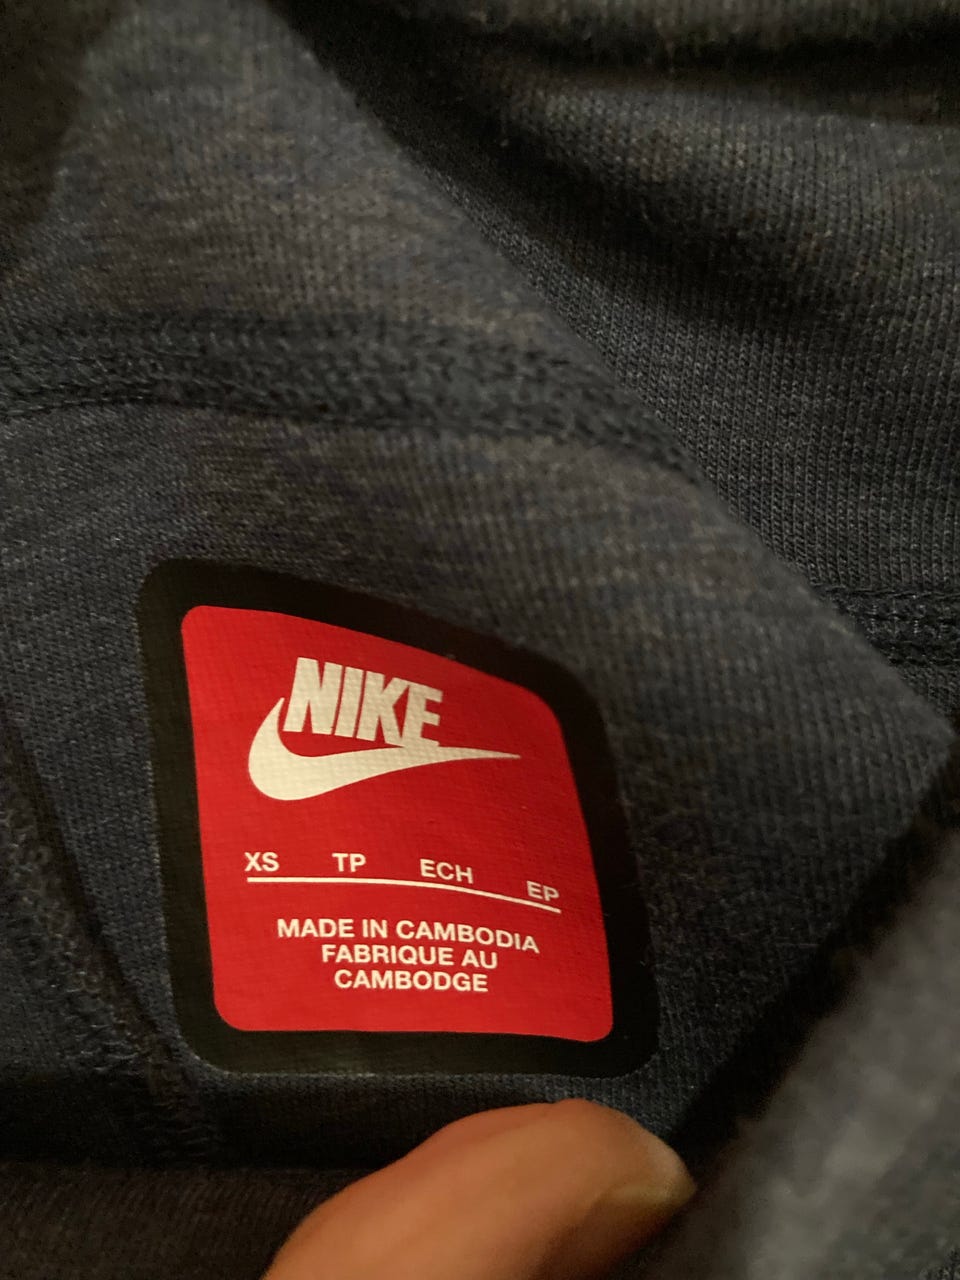 NIKE
XS TP ECH EP
MADE IN CAMBODIA
FABRIQUE AU
CAMBODGE